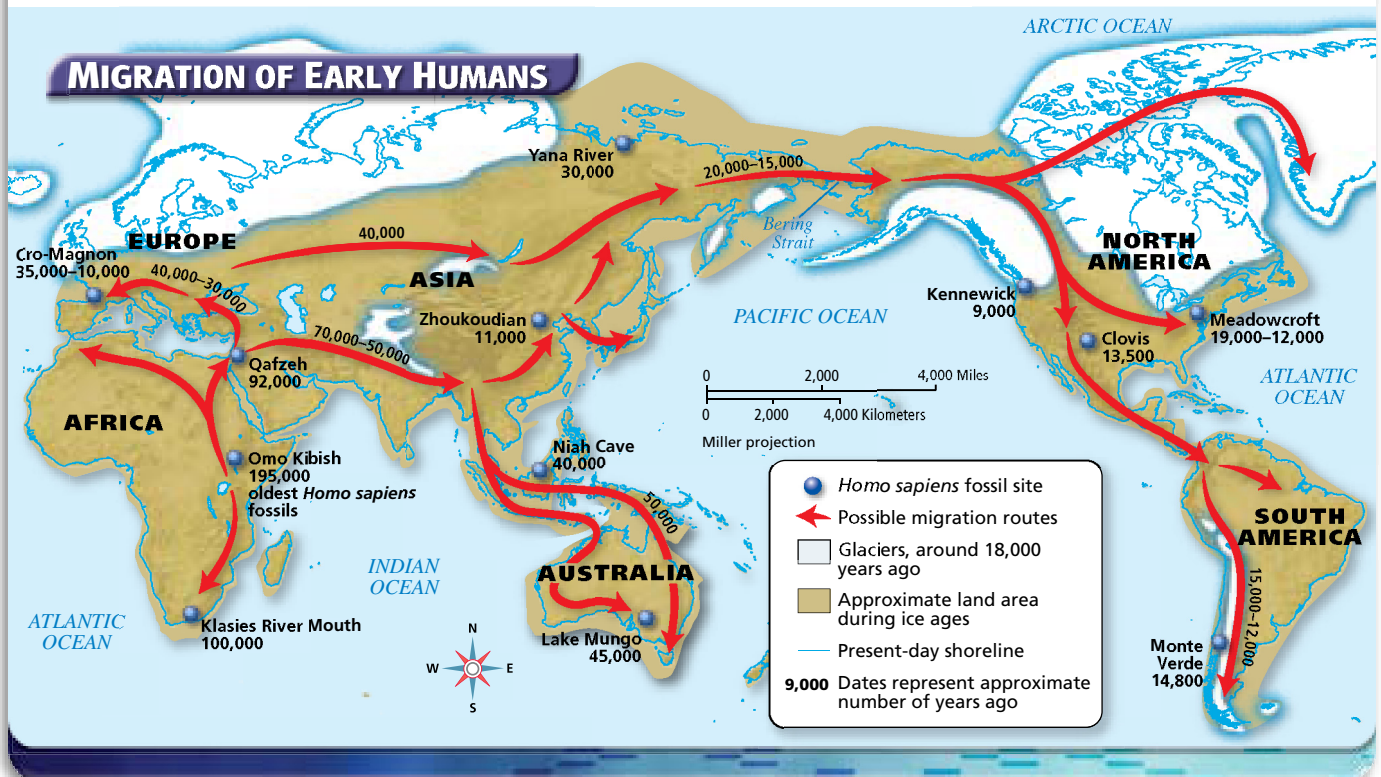 ARCTIC OCEAN
MIGRATION OF EARLY HUMANS
Yana River
30,000
20,000–15,000
Bering
Strait
EUROPE
Cro-Magnon
35,000–10,000
40,000–30,000
40,000
ASIA
NORTH
AMERICA
Kennewick
9,000
PACIFIC OCEAN
Zhoukoudian
11,000
70,000–50,000
Meadowcroft
19,000–12,000
Clovis
13,500
Qafzeh
92,000
ATLANTIC
OCEAN
0 2,000 4,000 Miles
0 2,000 4,000 Kilometers
Miller projection
AFRICA
Omo Kibish
195,000
oldest Homo sapiens
fossils
Niah Cave
40,000
50,000
INDIAN
OCEAN
AUSTRALIA
Lake Mungo
45,000
ATLANTIC
OCEAN
Klasies River Mouth
100,000
N
W E
S
Homo sapiens fossil site
Possible migration routes
Glaciers, around 18,000
years ago
Approximate land area
during ice ages
Present-day shoreline
9,000 Dates represent approximate
number of years ago
SOUTH
AMERICA
15,000–12,000
Monte
Verde
14,800